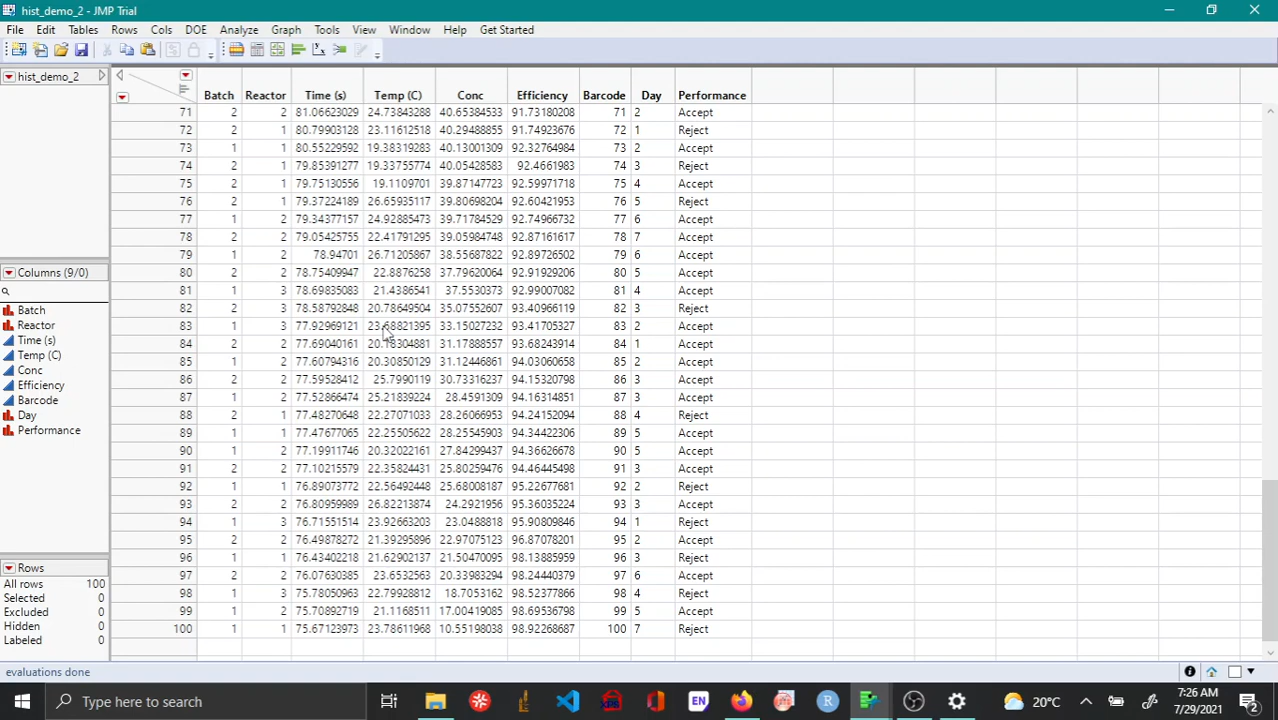 hist_demo_2 - JMP Trial
File Edit Tables Rows Cols DOE Analyze Graph Tools View Window Help Get Started
hist_demo_2
Batch Reactor Time (s) Temp (C) Conc Efficiency Barcode Day Performance
71 2 2 81.06623029 24.73843288 40.65384533 91.73180208 71 2 Accept
72 2 1 80.79903128 23.11612518 40.29488855 91.74923676 72 1 Reject
73 1 1 80.55229592 19.38319283 40.13001309 92.32764984 73 2 Accept
74 2 1 79.85391277 19.33755774 40.05428583 92.4661983 74 3 Reject
75 2 1 79.75130556 19.1109701 39.87147723 92.59971718 75 4 Accept
76 2 1 79.37224189 26.65935117 39.80698204 92.60421953 76 5 Reject
77 1 2 79.34377157 24.92885473 39.71784529 92.74966732 77 6 Accept
78 2 2 79.05425755 22.41791295 39.05984748 92.87161617 78 7 Accept
79 1 2 78.94701 26.71205867 38.55687822 92.89726502 79 6 Accept
80 2 2 78.75409947 22.8876258 37.79620064 92.91929206 80 5 Accept
81 1 3 78.69835083 21.4386541 37.5530373 92.99007082 81 4 Accept
82 2 3 78.58792848 20.78649504 35.07552607 93.40966119 82 3 Reject
83 1 3 77.92969121 33.15027232 93.41705327 83 2 Accept
84 2 2 77.69040161 31.17888557 93.68243914 84 1 Accept
85 1 2 77.60794316 20.30850129 31.12446861 94.03060658 85 2 Accept
86 2 2 77.59528412 25.7990119 30.73316237 94.15320798 86 3 Accept
87 1 3 77.52866474 25.21839224 28.4591309 94.16314851 87 3 Accept
88 2 1 77.48270648 22.27071033 28.26066953 94.24152094 88 4 Reject
89 1 1 77.47677065 22.25505622 28.25545903 94.34422306 89 5 Accept
90 1 2 77.19911746 20.32022161 27.84299437 94.36626678 90 5 Accept
91 2 2 77.10215579 22.35824431 25.80259476 94.46445498 91 3 Accept
92 1 1 76.89073772 22.56492448 25.68008187 95.22677681 92 2 Reject
93 2 2 76.80959989 26.82213874 24.2921956 95.36035224 93 3 Accept
94 1 3 76.71551514 23.92663203 23.0488818 95.90809846 94 1 Reject
95 2 2 76.49878272 21.39295896 22.97075123 96.87078201 95 2 Accept
96 1 1 76.43402218 21.62902137 21.50470095 98.13885959 96 3 Reject
97 2 2 76.07630385 23.6532563 20.33983294 98.24440379 97 6 Accept
98 1 3 75.78050963 22.79928812 18.7053162 98.52377866 98 4 Reject
99 1 2 75.70892719 21.1168511 17.00419085 98.69536798 99 5 Accept
100 1 1 75.67123973 23.78611968 10.55198038 98.92268687 100 7 Reject
Columns (9/0)
Batch
Reactor
Time (s)
Temp (C)
Conc
Efficiency
Barcode
Day
Performance
Rows
All rows 100
Selected 0
Excluded 0
Hidden 0
Labeled 0
evaluations done
Type here to search
EN
R
20°C
7:26 AM
7/29/2021
2